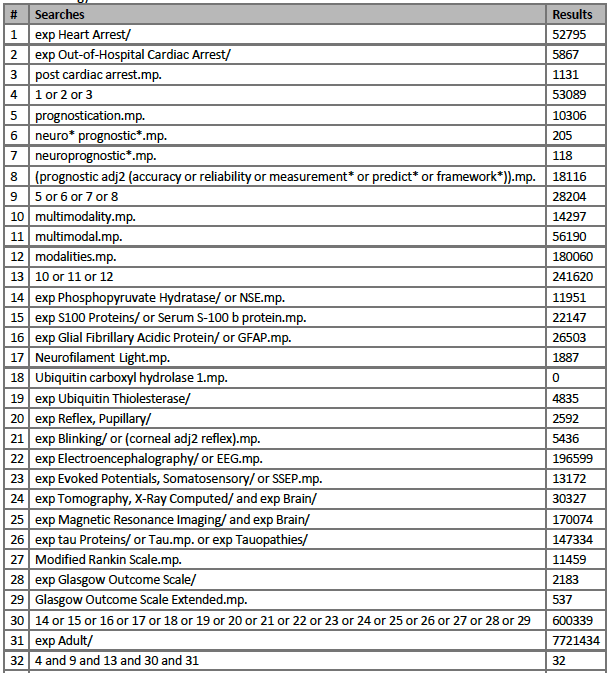 # Searches Results
1 exp Heart Arrest/ 52795
2 exp Out-of-Hospital Cardiac Arrest/ 5867
3 post cardiac arrest.mp. 1131
4 1 or 2 or 3 53089
5 prognostication.mp. 10306
6 neuro* prognostic*.mp. 205
7 neuroprognostic*.mp. 118
8 (prognostic adj2 (accuracy or reliability or measurement* or predict* or framework*)).mp. 18116
9 5 or 6 or 7 or 8 28204
10 multimodality.mp. 14297
11 multimodal.mp. 56190
12 modalities.mp. 180060
13 10 or 11 or 12 241620
14 exp Phosphopyruvate Hydratase/ or NSE.mp. 11951
15 exp S100 Proteins/ or Serum S-100 b protein.mp. 22147
16 exp Glial Fibrillary Acidic Protein/ or GFAP.mp. 26503
17 Neurofilament Light.mp. 1887
18 Ubiquitin carboxyl hydrolase 1.mp. 0
19 exp Ubiquitin Thiolesterase/ 4835
20 exp Reflex, Pupillary/ 2592
21 exp Blinking/ or (corneal adj2 reflex).mp. 5436
22 exp Electroencephalography/ or EEG.mp. 196599
23 exp Evoked Potentials, Somatosensory/ or SSEP.mp. 13172
24 exp Tomography, X-Ray Computed/ and exp Brain/ 30327
25 exp Magnetic Resonance Imaging/ and exp Brain/ 170074
26 exp tau Proteins/ or Tau.mp. or exp Tauopathies/ 147334
27 Modified Rankin Scale.mp. 11459
28 exp Glasgow Outcome Scale/ 2183
29 Glasgow Outcome Scale Extended.mp. 537
30 14 or 15 or 16 or 17 or 18 or 19 or 20 or 21 or 22 or 23 or 24 or 25 or 26 or 27 or 28 or 29 600339
31 exp Adult/ 7721434
32 4 and 9 and 13 and 30 and 31 32